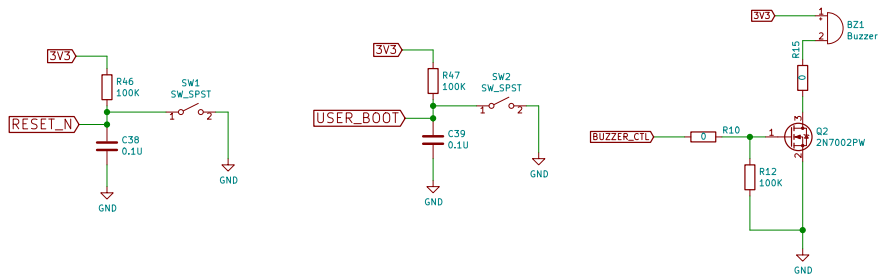 3V3
R46
100K
SW1
SW_SPST
1 2
RESET_N
C38
0.1U
GND
GND
3V3
R47
100K
SW2
SW_SPST
1 2
USER_BOOT
C39
0.1U
GND
GND
3V3
1
+
BZ1
Buzzer
2
R15
0
3
BUZZER_CTL
0
R10
1
Q2
2N7002PW
2
R12
100K
GND